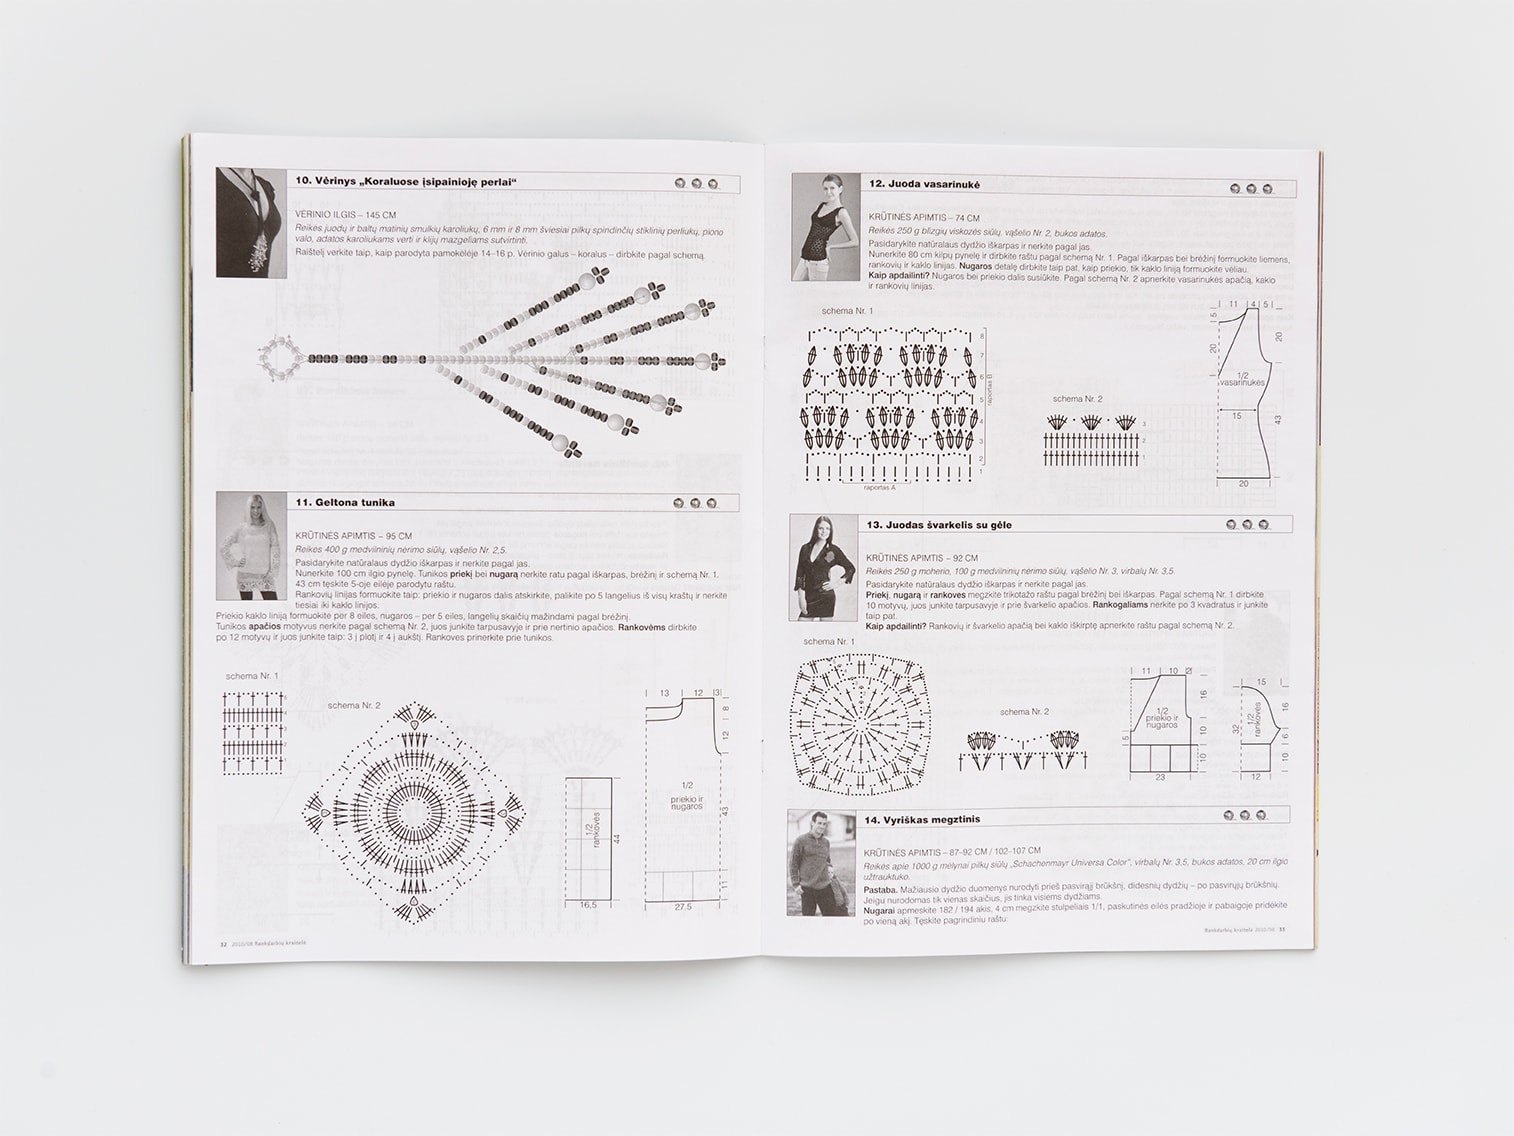 10. Vėrinys „Koraluose įsipainioję perlai“
VĖRINIO ILGIS – 145 CM
Reikės juodų ir baltų matinių smulkių karoliukų, 6 mm ir 8 mm šviesiai pilkų spindinčių stiklinių perliukų, plono
valo, adatos karoliukams verti ir klijų mazgeliams sutvirtinti.
Raištelį verkite taip, kaip parodyta pamokėlėje 14–16 p. Vėrinio galus – koralus – dirbkite pagal schemą.
11. Geltona tunika
KRŪTINĖS APIMTIS – 95 CM
Reikės 400 g medvilninių nėrimo siūlų, vąšelio Nr. 2,5.
Pasidarykite natūralaus dydžio iškarpas ir nerkite pagal jas.
Nunerkite 100 cm ilgio pynelę. Tunikos priekį bei nugarą nerkite ratu pagal iškarpas, brėžinį ir schemą Nr. 1.
43 cm tęskite 5-oje eilėje parodytu raštu.
Rankovių linijas formuokite taip: priekio ir nugaros dalis atskirkite, palikite po 5 langelius iš visų kraštų ir nerkite
tiesiai iki kaklo linijos.
Priekio kaklo liniją formuokite per 8 eiles, nugaros – per 5 eiles, langelių skaičių mažindami pagal brėžinį.
Tunikos apačios motyvus nerkite pagal schemą Nr. 2, juos junkite tarpusavyje ir prie nertinio apačios. Rankovėms dirbkite
po 12 motyvų ir juos junkite taip: 3 į plotį ir 4 į aukštį. Rankoves prinerkite prie tunikos.
schema Nr. 1
schema Nr. 2
1/2
rankovės
44
16,5
13 12 3
8
12
1/2
priekio ir
nugaros
43
11
27.5
32 2010/08 Rankdarbių kraitelė
12. Juoda vasarinukė
KRŪTINĖS APIMTIS – 74 CM
Reikės 250 g blizgių viskozės siūlų, vąšelio Nr. 2, bukos adatos.
Pasidarykite natūralaus dydžio iškarpas ir nerkite pagal jas.
Nunerkite 80 cm kilpų pynelę ir dirbkite raštu pagal schemą Nr. 1. Pagal iškarpas bei brėžinį formuokite liemens,
rankovių ir kaklo linijas. Nugaros detalę dirbkite taip pat, kaip priekio, tik kaklo liniją formuokite vėliau.
Kaip apdailinti? Nugaros bei priekio dalis susiūkite. Pagal schemą Nr. 2 apnerkite vasarinukės apačią, kaklo
ir rankovių linijas.
schema Nr. 1
8
7
6
5
4
3
2
1
raportas B
raportas A
schema Nr. 2
3
2
1
11 4 5
5
20
20
1/2
vasarinukės
15
43
20
13. Juodas švarkelis su gėle
KRŪTINĖS APIMTIS – 92 CM
Reikės 250 g moherio, 100 g medvilninių nėrimo siūlų, vąšelio Nr. 3, virbalų Nr. 3,5.
Pasidarykite natūralaus dydžio iškarpas ir nerkite pagal jas.
Priekį, nugarą ir rankoves megzkite trikotažo raštu pagal brėžinį bei iškarpas. Pagal schemą Nr. 1 dirbkite
10 motyvų, juos junkite tarpusavyje ir prie švarkelio apačios. Rankogaliams nerkite po 3 kvadratus ir junkite
taip pat.
Kaip apdailinti? Rankovių ir švarkelio apačią bei kaklo iškirptę apnerkite raštu pagal schemą Nr. 2.
schema Nr. 1
schema Nr. 2
11 10
16
1/2
priekio ir
nugaros
5
10
10
23
15
16
32
1/2
rankovės
6
10
12
14. Vyriškas megztinis
KRŪTINĖS APIMTIS – 87–92 CM / 102–107 CM
Reikės apie 1000 g mėlynai pilkų siūlų „Schachenmayr Universa Color“, virbalų Nr. 3,5, bukos adatos, 20 cm ilgio
užtrauktuko.
Pastaba. Mažiausio dydžio duomenys nurodyti prieš pasvirąjį brūkšnį, didesnių dydžių – po pasvirųjų brūkšnių.
Jeigu nurodomas tik vienas skaičius, jis tinka visiems dydžiams.
Nugarai apmeskite 182 / 194 akis, 4 cm megzkite stulpeliais 1/1, paskutinės eilės pradžioje ir pabaigoje pridėkite
po vieną akį. Tęskite pagrindiniu raštu:
Rankdarbių kraitelė 2010/08 33